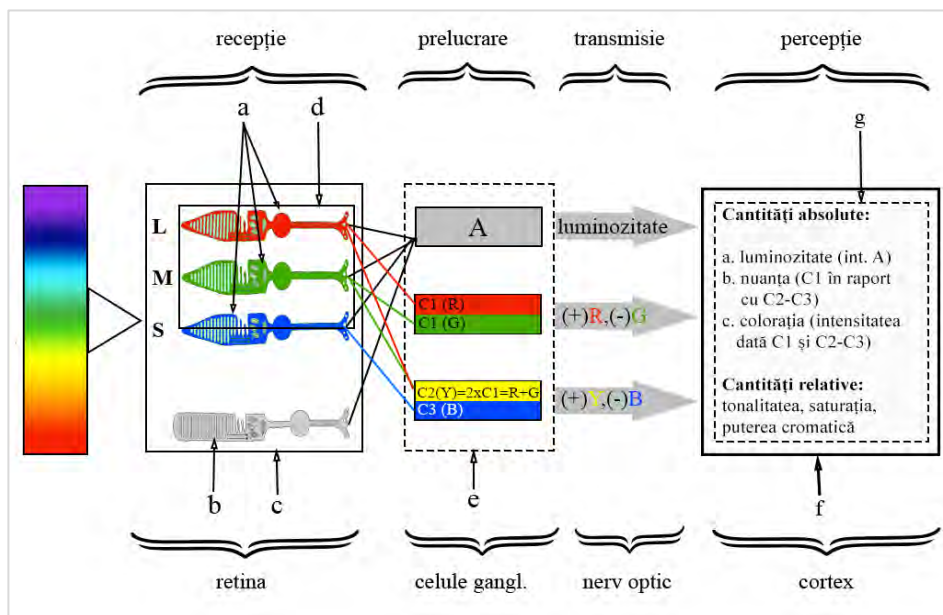 recepție
prelucrare
transmisie
percepție
a
d
g
L
M
S
A
luminozitate
C1 (R)
C1 (G)
(+)R,(-)G
C2(Y)=2xC1=R+G
C3 (B)
(+)Y,(-)B
Cantități absolute:
a. luminozitate (int. A)
b. nuanța (C1 în raport
cu C2-C3)
c. colorația (intensitatea
dată C1 și C2-C3)
Cantități relative:
tonalitatea, saturația,
puterea cromatică
b
c
e
f
retina
celule gangl.
nerv optic
cortex